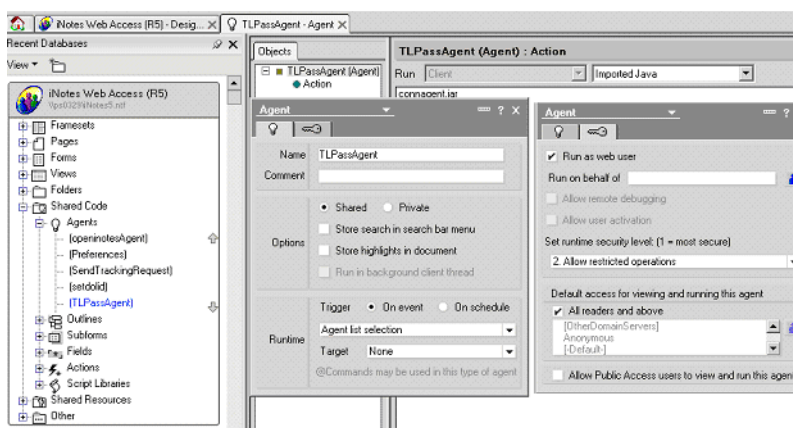 iNotes Web Access (R5) - Desig...
TLPassAgent - Agent
Recent Databases
View
iNotes Web Access (R5)
Framesets
Pages
Forms
Views
Folders
Shared Code
Agents
(openinotesAgent)
(Preferences)
(SendTrackingRequest)
(setdolid)
(TLPassAgent)
Outlines
Subforms
Fields
Actions
Script Libraries
Shared Resources
Other
Objects
TLPassAgent (Agent)
Action
TLPassAgent (Agent) : Action
Run Client Imported Java
connagent.jar
Agent
? X
Name TLPassAgent
Comment
Options
Shared Private
Store search in search bar menu
Store highlights in document
Run in background client thread
Runtime
Trigger On event On schedule
Agent list selection
Target None
@Commands may be used in this type of agent
Agent
?
Run as web user
Run on behalf of
Allow remote debugging
Allow user activation
Set runtime security level: (1 = most secure)
2. Allow restricted operations
Default access for viewing and running this agent
All readers and above
[OtherDomainServers]
Anonymous
[-Default-]
Allow Public Access users to view and run this agen